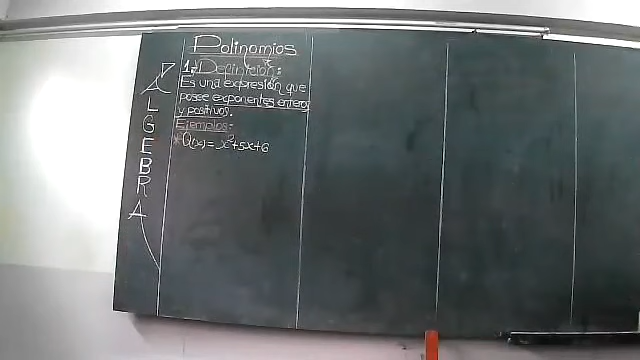 Polinomios
1. Definición:
Es una expresión que
posee exponentes enteros
y positivos.
Ejemplos:
* Q(x) = x²+5x+6
ALGEBRA